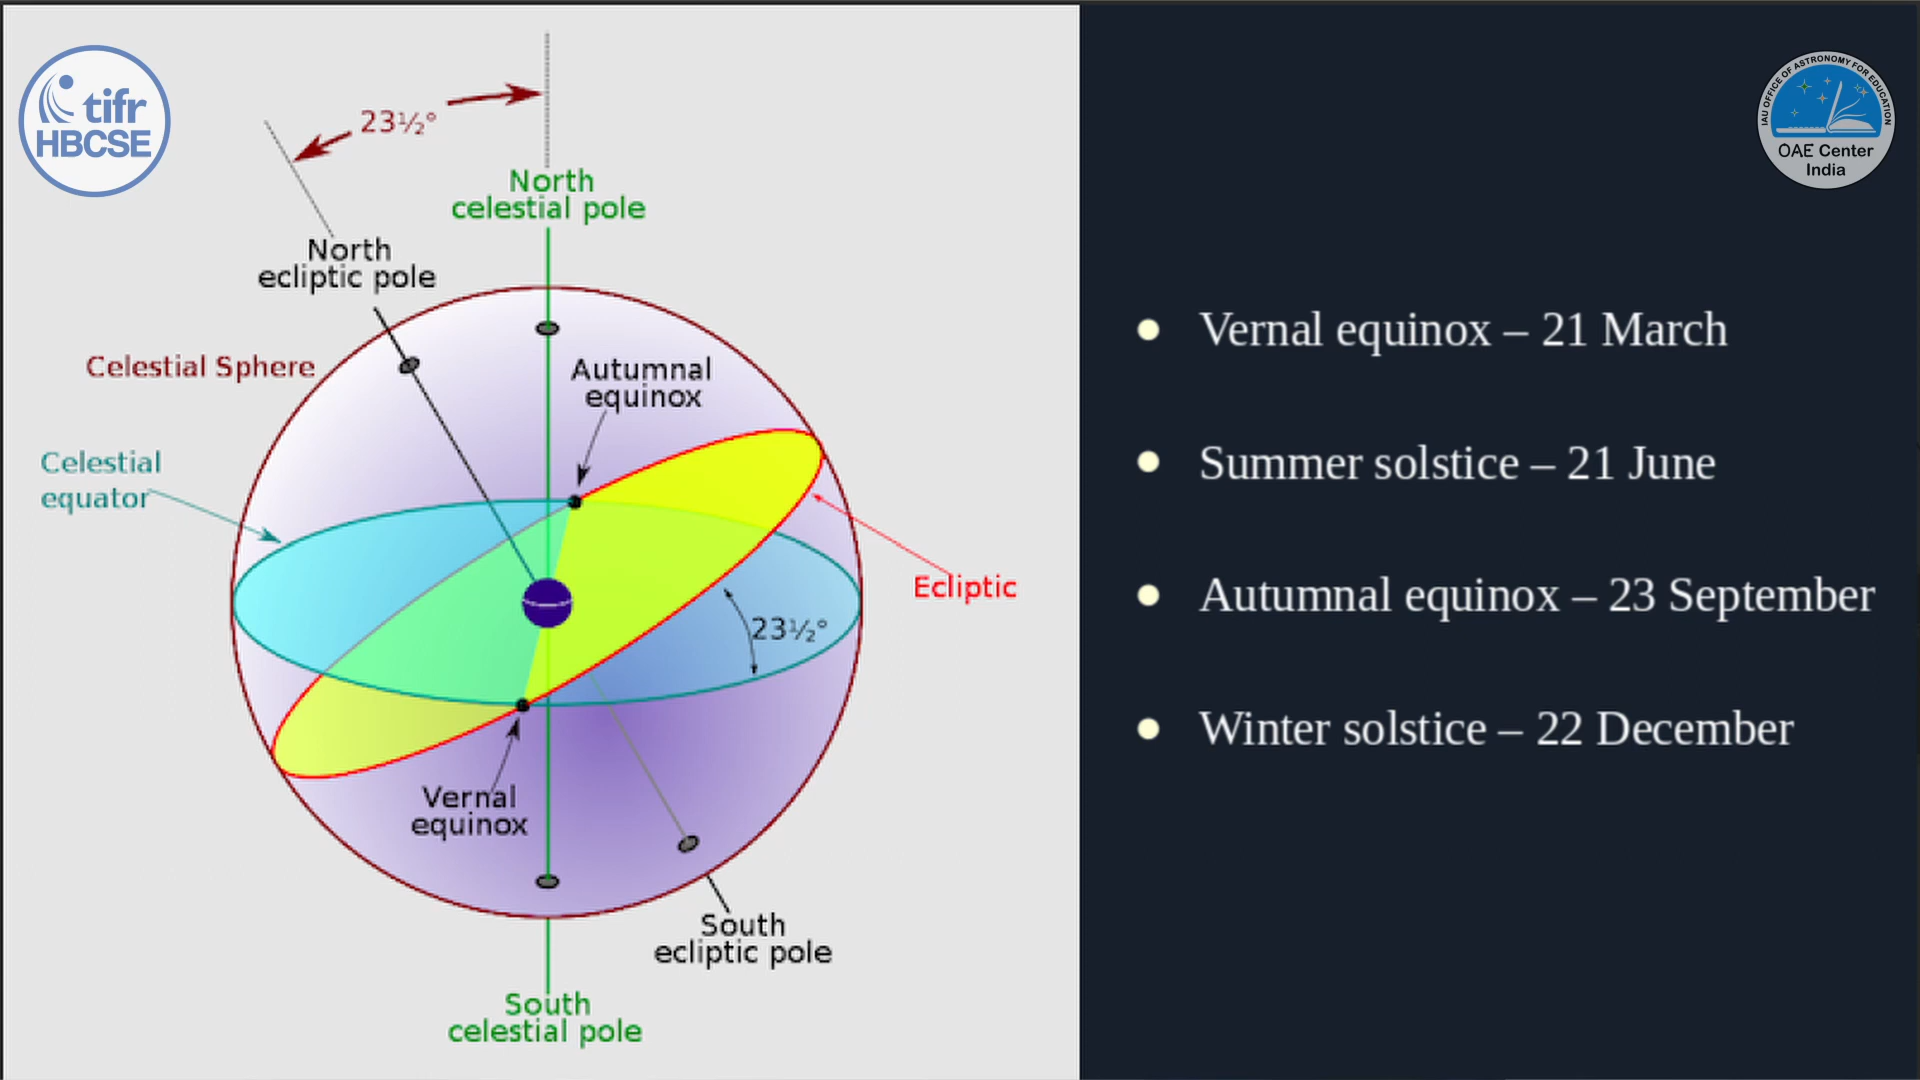 tifr
HBCSE
23½°
North
celestial pole
North
ecliptic pole
Celestial Sphere
Autumnal
equinox
Celestial
equator
Ecliptic
23½°
Vernal
equinox
South
ecliptic pole
South
celestial pole
IAU OFFICE OF ASTRONOMY FOR EDUCATION
OAE Center
India
Vernal equinox – 21 March
Summer solstice – 21 June
Autumnal equinox – 23 September
Winter solstice – 22 December